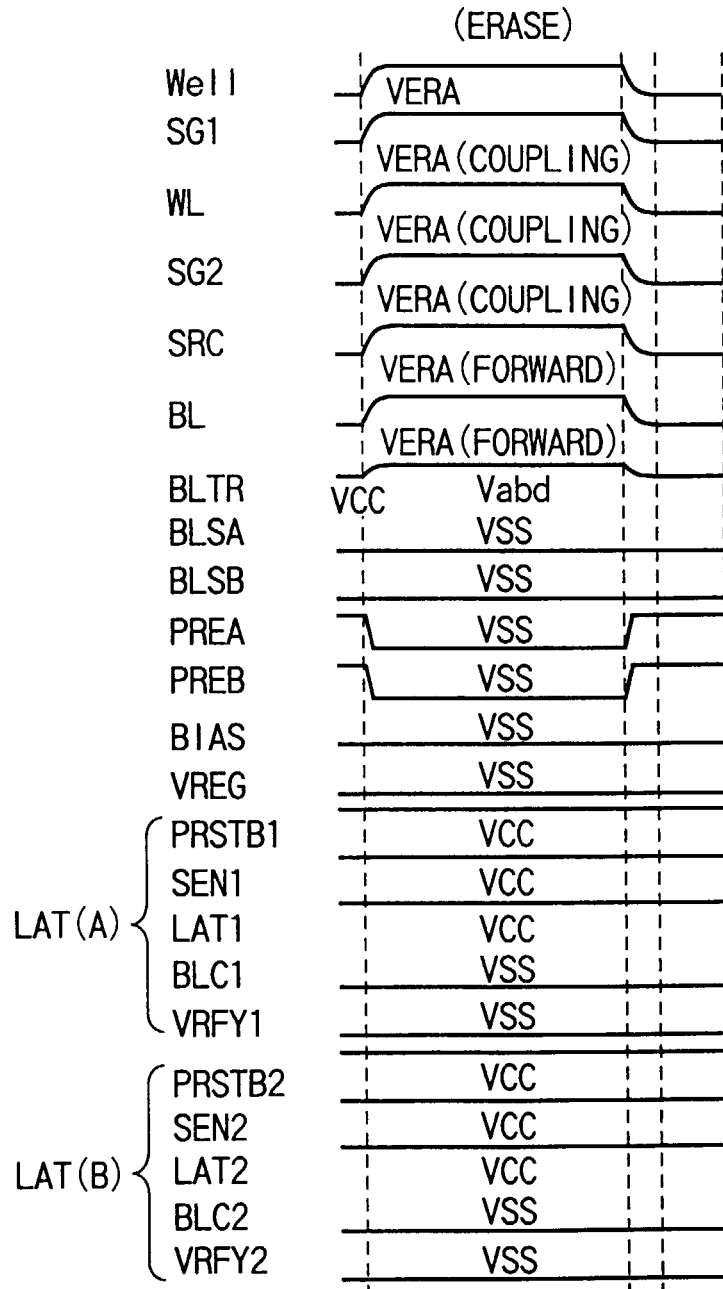 (ERASE)
Well VERA
SG1 VERA(COUPLING)
WL VERA(COUPLING)
SG2 VERA(COUPLING)
SRC VERA(FORWARD)
BL VERA(FORWARD)
BLTR VCC Vabd
BLSA VSS
BLSB VSS
PREA VSS
PREB VSS
BIAS VSS
VREG VSS
PRSTB1 VCC
SEN1 VCC
LAT(A) LAT1 VCC
BLC1 VSS
VRFY1 VSS
PRSTB2 VCC
SEN2 VCC
LAT(B) LAT2 VCC
BLC2 VSS
VRFY2 VSS